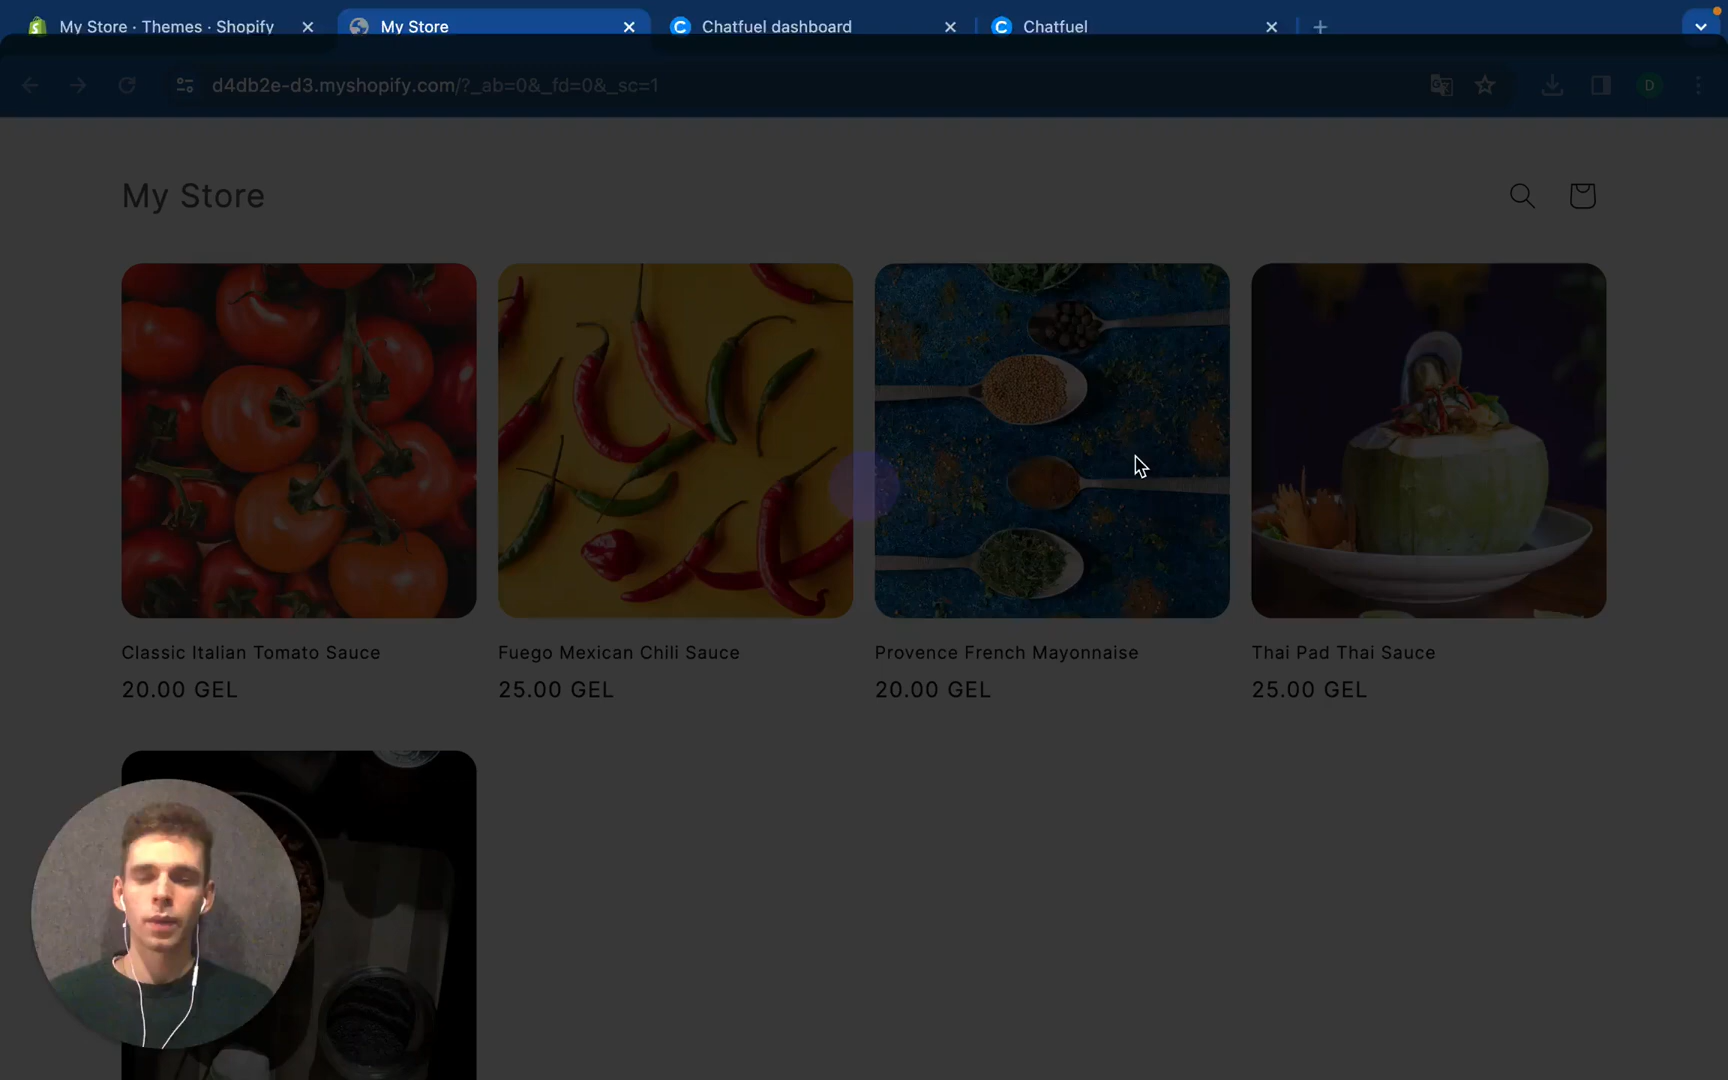 My Store · Themes · Shopify
My Store
Chatfuel dashboard
Chatfuel
d4db2e-d3.myshopify.com/?_ab=0&_fd=0&_sc=1
D
My Store
Classic Italian Tomato Sauce
20.00 GEL
Fuego Mexican Chili Sauce
25.00 GEL
Provence French Mayonnaise
20.00 GEL
Thai Pad Thai Sauce
25.00 GEL